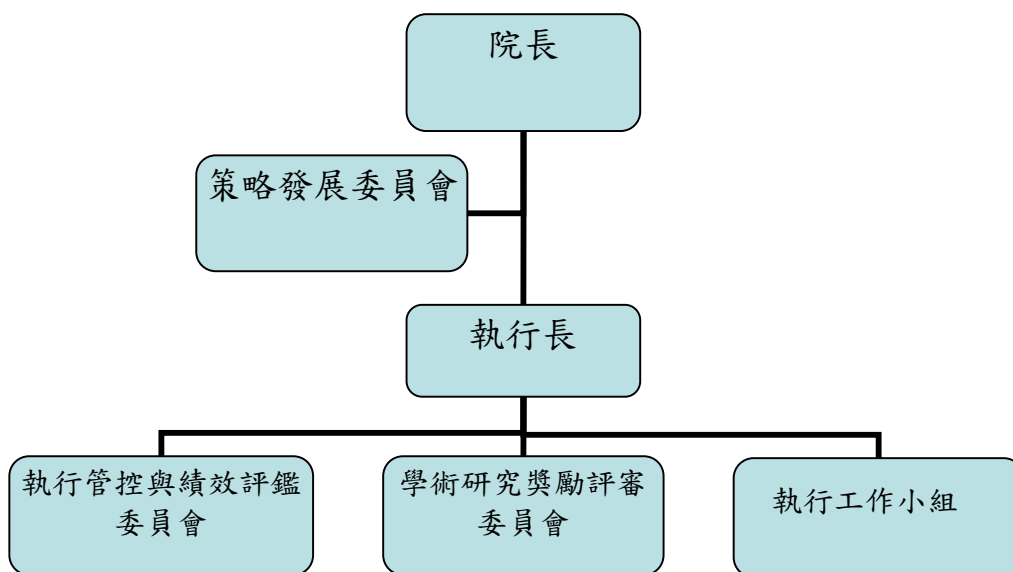 院長
策略發展委員會
執行長
執行管控與績效評鑑
委員會
學術研究獎勵評審
委員會
執行工作小組